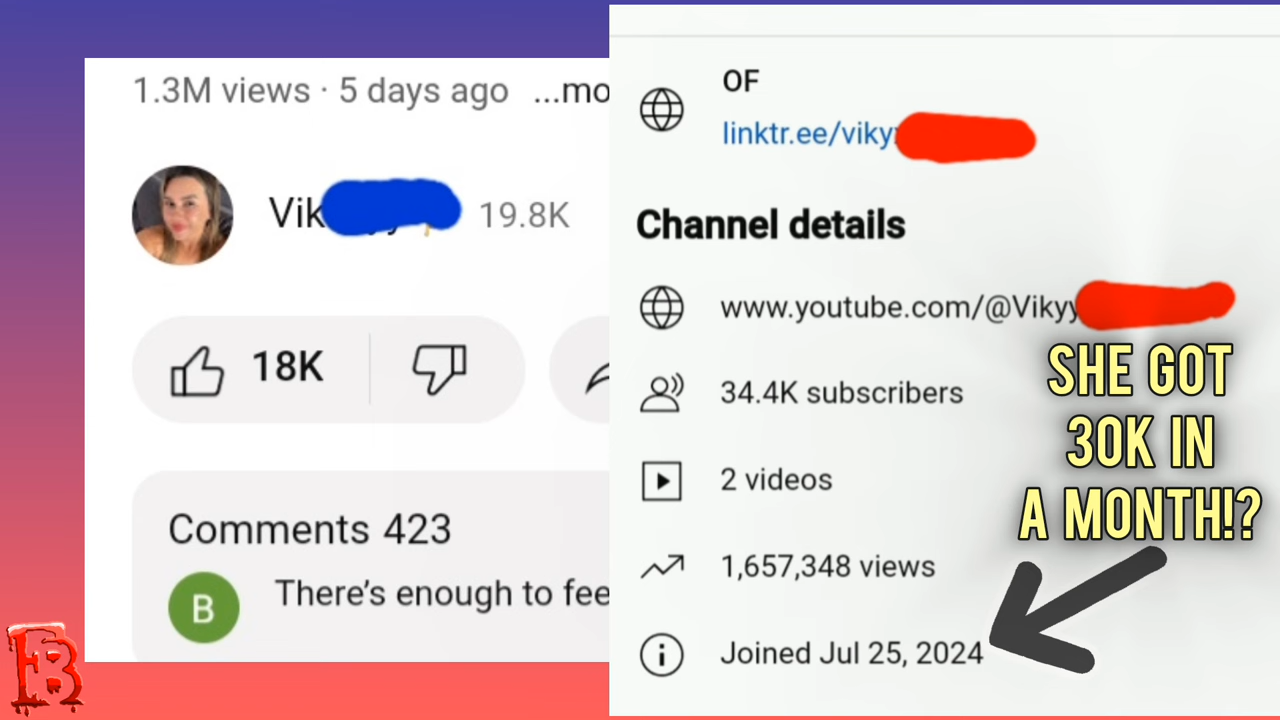 1.3M views · 5 days ago ...mo
Vik
19.8K
18K
Comments 423
B
There's enough to fee
OF
linktr.ee/viky
Channel details
www.youtube.com/@Vikyy
34.4K subscribers
2 videos
1,657,348 views
Joined Jul 25, 2024
SHE GOT
30K IN
A MONTH!?